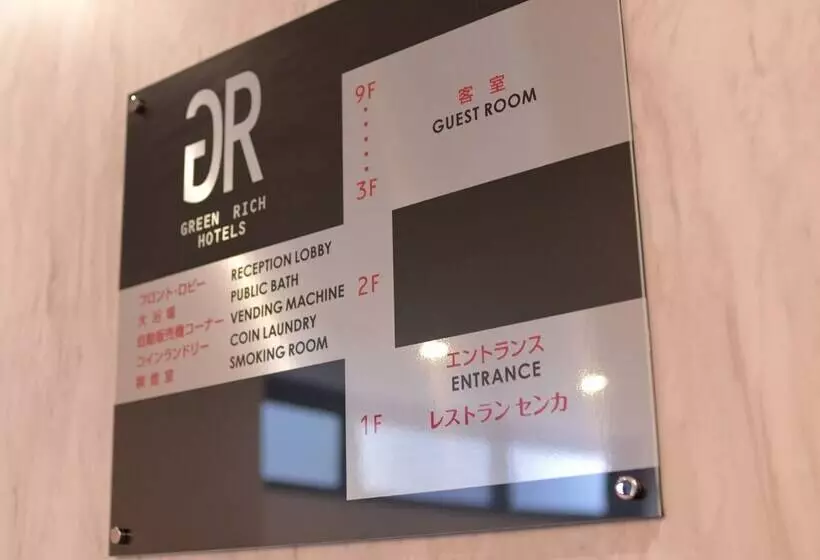 GR
GREEN RICH
HOTELS
9F
客室
GUEST ROOM
3F
フロント・ロビー RECEPTION LOBBY
大浴場 PUBLIC BATH
自動販売機コーナー VENDING MACHINE
コインランドリー COIN LAUNDRY
喫煙室 SMOKING ROOM
2F
エントランス
ENTRANCE
1F
レストラン センカ